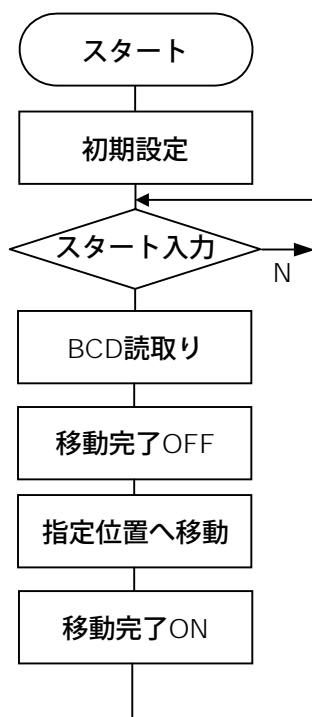 スタート
初期設定
スタート入力
N
BCD読取り
移動完了OFF
指定位置へ移動
移動完了ON